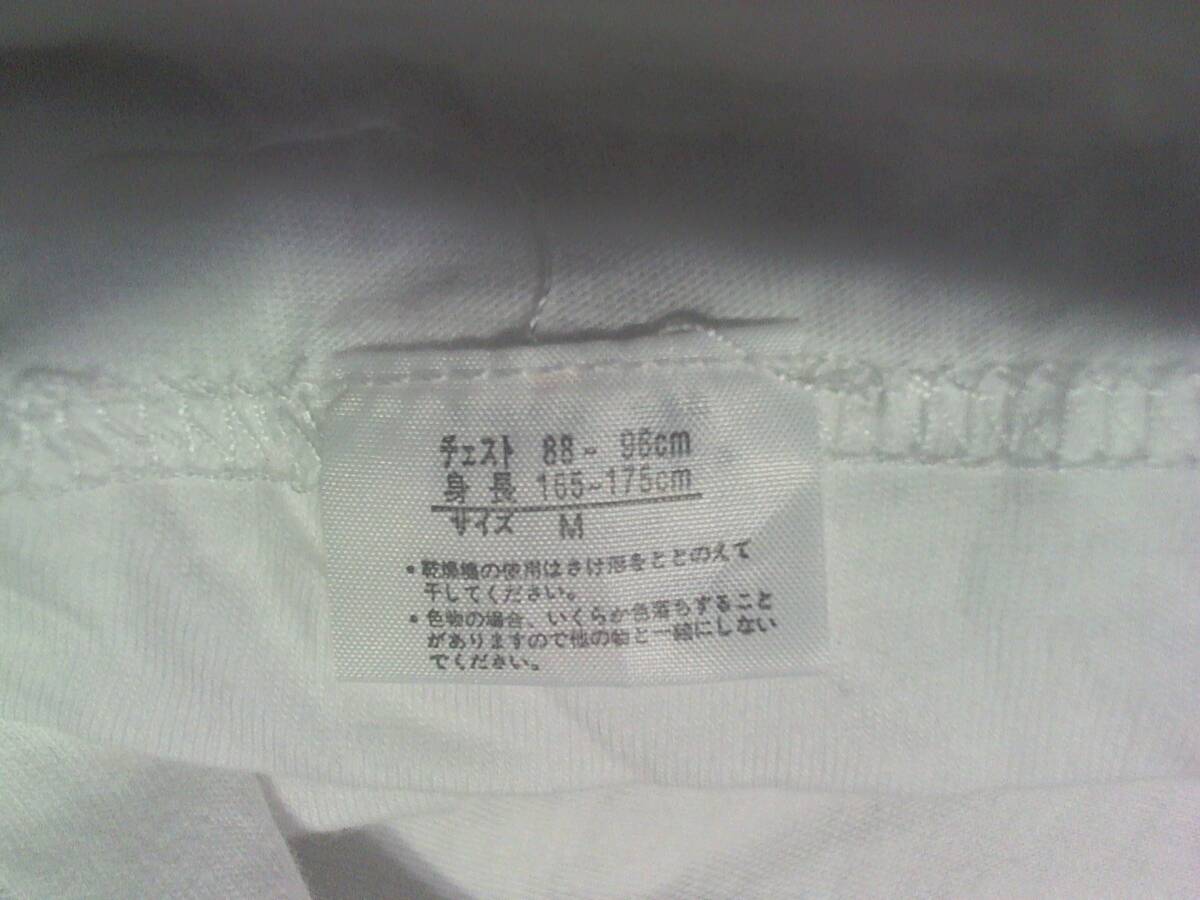 チェスト 88- 96cm
身 長 165-175cm
サイズ M
・乾燥機の使用はさけ形をととのえて
干してください。
・色物の場合、いくらか色落ちすること
がありますので他の物と一緒にしない
でください。